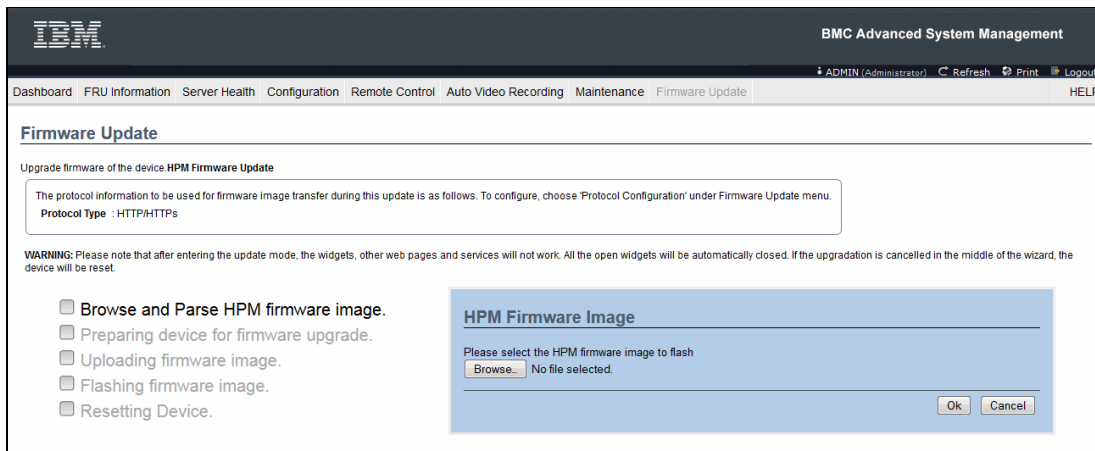 IBM.
BMC Advanced System Management
ADMIN (Administrator) Refresh Print Logout
Dashboard FRU Information Server Health Configuration Remote Control Auto Video Recording Maintenance Firmware Update HELP
Firmware Update
Upgrade firmware of the device.HPM Firmware Update
The protocol information to be used for firmware image transfer during this update is as follows. To configure, choose 'Protocol Configuration' under Firmware Update menu.
Protocol Type : HTTP/HTTPs
WARNING: Please note that after entering the update mode, the widgets, other web pages and services will not work. All the open widgets will be automatically closed. If the upgradation is cancelled in the middle of the wizard, the
device will be reset.
Browse and Parse HPM firmware image.
Preparing device for firmware upgrade.
Uploading firmware image.
Flashing firmware image.
Resetting Device.
HPM Firmware Image
Please select the HPM firmware image to flash
Browse... No file selected.
Ok Cancel